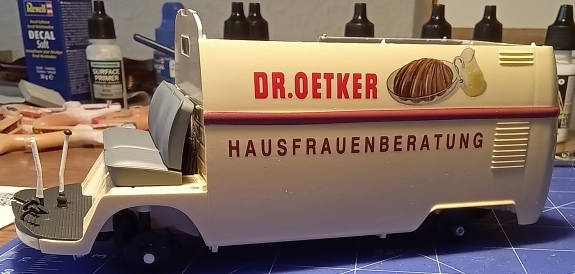 Revell
DECAL
Soft
SURFACE
PRIMER
DR.OETKER
HAUSFRAUENBERATUNG